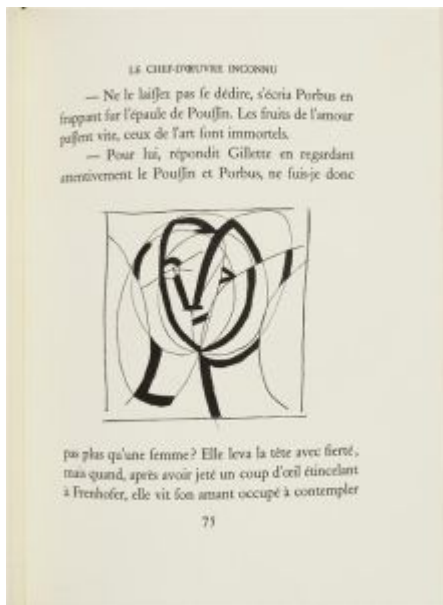 LE CHEF-D'ŒUVRE INCONNU
— Ne le laiſſez pas ſe dédire, s'écria Porbus en
frappant ſur l'épaule de Pouſſin. Les fruits de l'amour
paſſent vite, ceux de l'art ſont immortels.
— Pour lui, répondit Gillette en regardant
attentivement le Pouſſin et Porbus, ne ſuis-je donc
pas plus qu'une femme? Elle leva la tête avec fierté,
mais quand, après avoir jeté un coup d'œil étincelant
à Frenhofer, elle vit ſon amant occupé à contempler
75